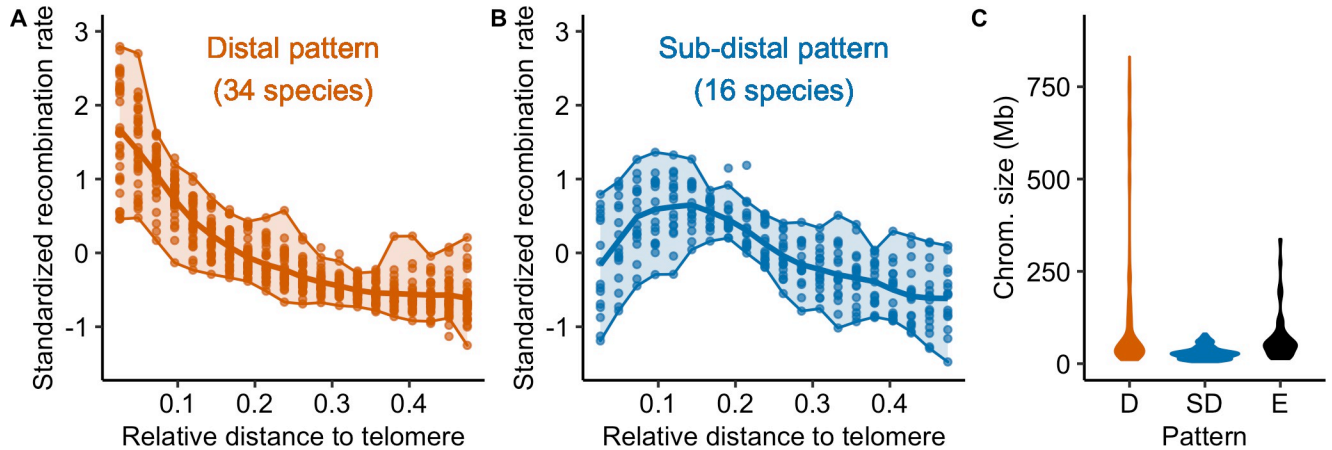 A
Standardized recombination rate
3
2
1
0
-1
Distal pattern
(34 species)
0.1
0.2
0.3
0.4
Relative distance to telomere
B
Standardized recombination rate
3
2
1
0
-1
Sub-distal pattern
(16 species)
0.1
0.2
0.3
0.4
Relative distance to telomere
C
Chrom. size (Mb)
750
500
250
0
D
SD
E
Pattern